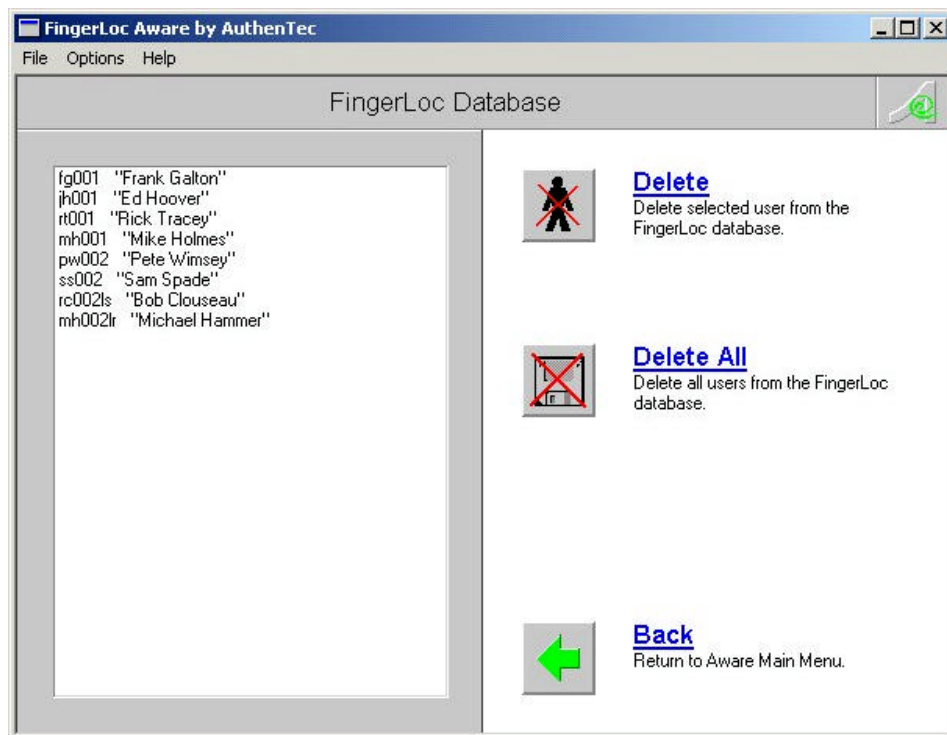 FingerLoc Aware by AuthenTec
File Options Help
FingerLoc Database
fg001 "Frank Galton"
jh001 "Ed Hoover"
rt001 "Rick Tracey"
mh001 "Mike Holmes"
pw002 "Pete Wimsey"
ss002 "Sam Spade"
rc002ls "Bob Clouseau"
mh002lr "Michael Hammer"
Delete
Delete selected user from the
FingerLoc database.
Delete All
Delete all users from the FingerLoc
database.
Back
Return to Aware Main Menu.